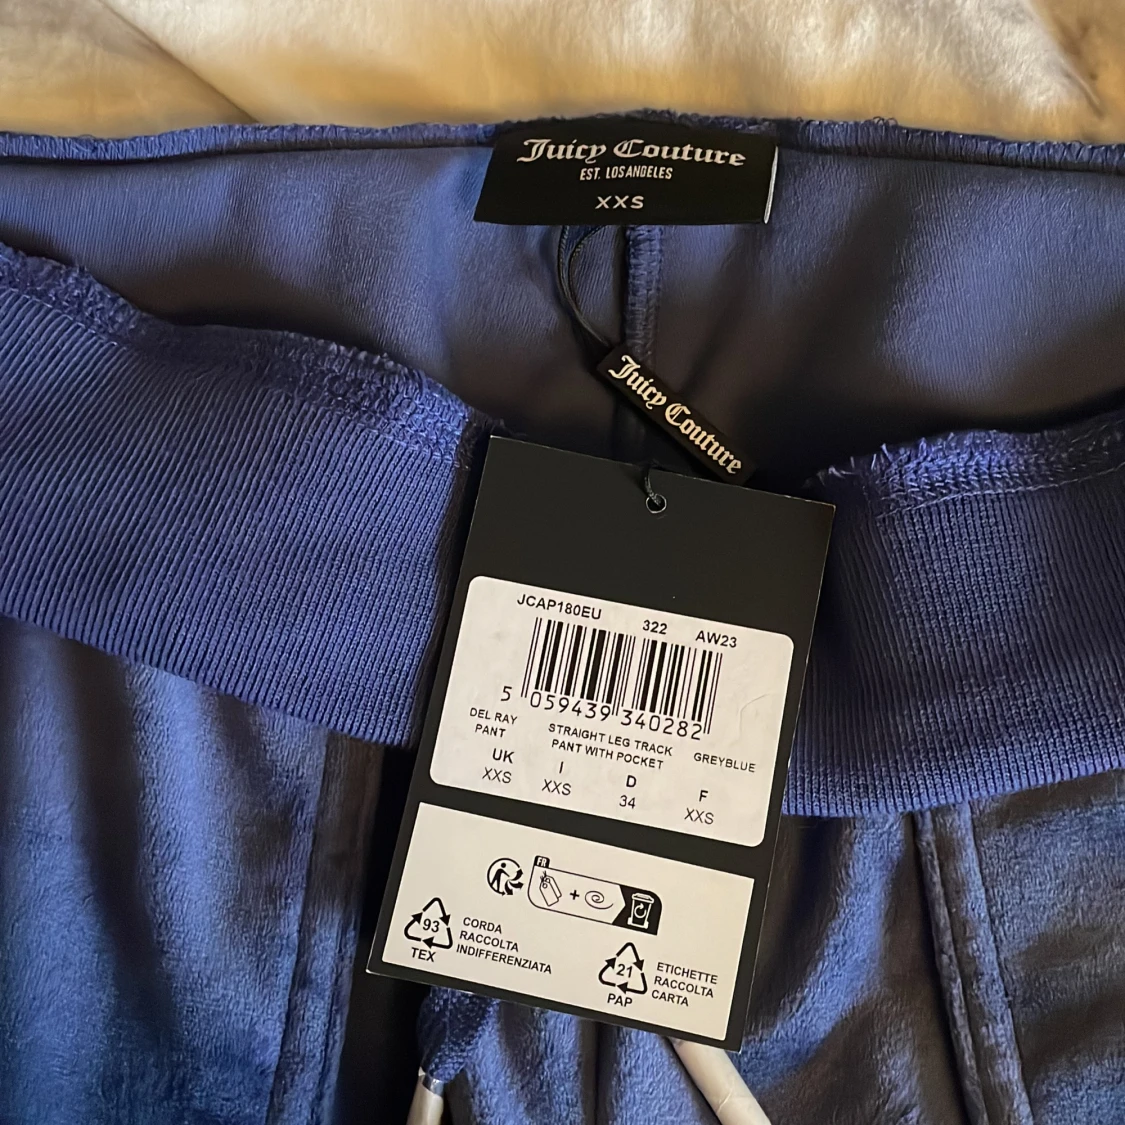 Juicy Couture
EST. LOS ANGELES
XXS
Juicy Couture
JCAP180EU 322 AW23
5 059439 340282
DEL RAY PANT
STRAIGHT LEG TRACK PANT WITH POCKET
GREYBLUE
UK I D F
XXS XXS 34 XXS
FR
93
TEX
CORDA
RACCOLTA
INDIFFERENZIATA
21
PAP
ETICHETTE
RACCOLTA
CARTA